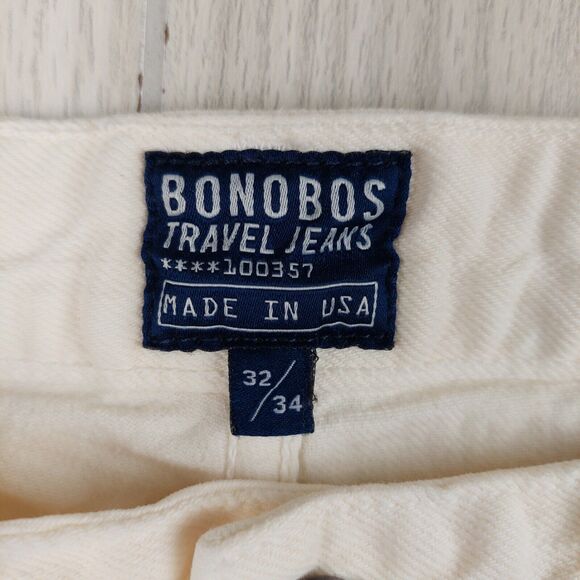 BONOBOS
TRAVEL JEANS
****100357
MADE IN USA
32/34